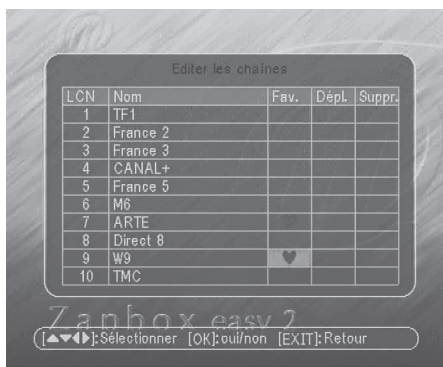 Editer les chaînes
LCN Nom Fav. Dépl. Suppr.
1 TF1
2 France 2
3 France 3
4 CANAL+
5 France 5
6 M6
7 ARTE
8 Direct 8
9 W9 ♥
10 TMC
Zapbox easy 2
[▲▼◀▶]:Sélectionner [OK]:oui/non [EXIT]:Retour